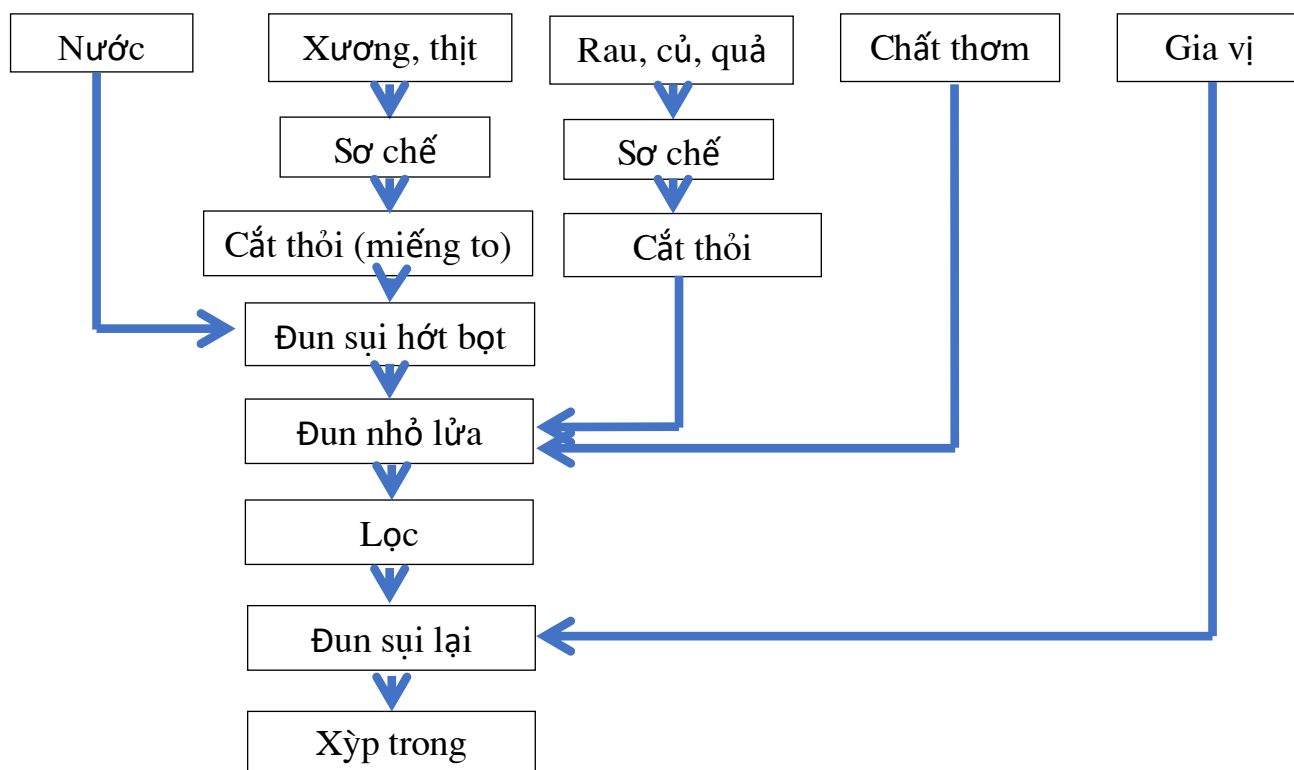 Nước
Xương, thịt
Rau, củ, quả
Chất thơm
Gia vị
Sơ chế
Sơ chế
Cắt thỏi (miếng to)
Cắt thỏi
Đun sụi hớt bọt
Đun nhỏ lửa
Lọc
Đun sụi lại
Xỳp trong